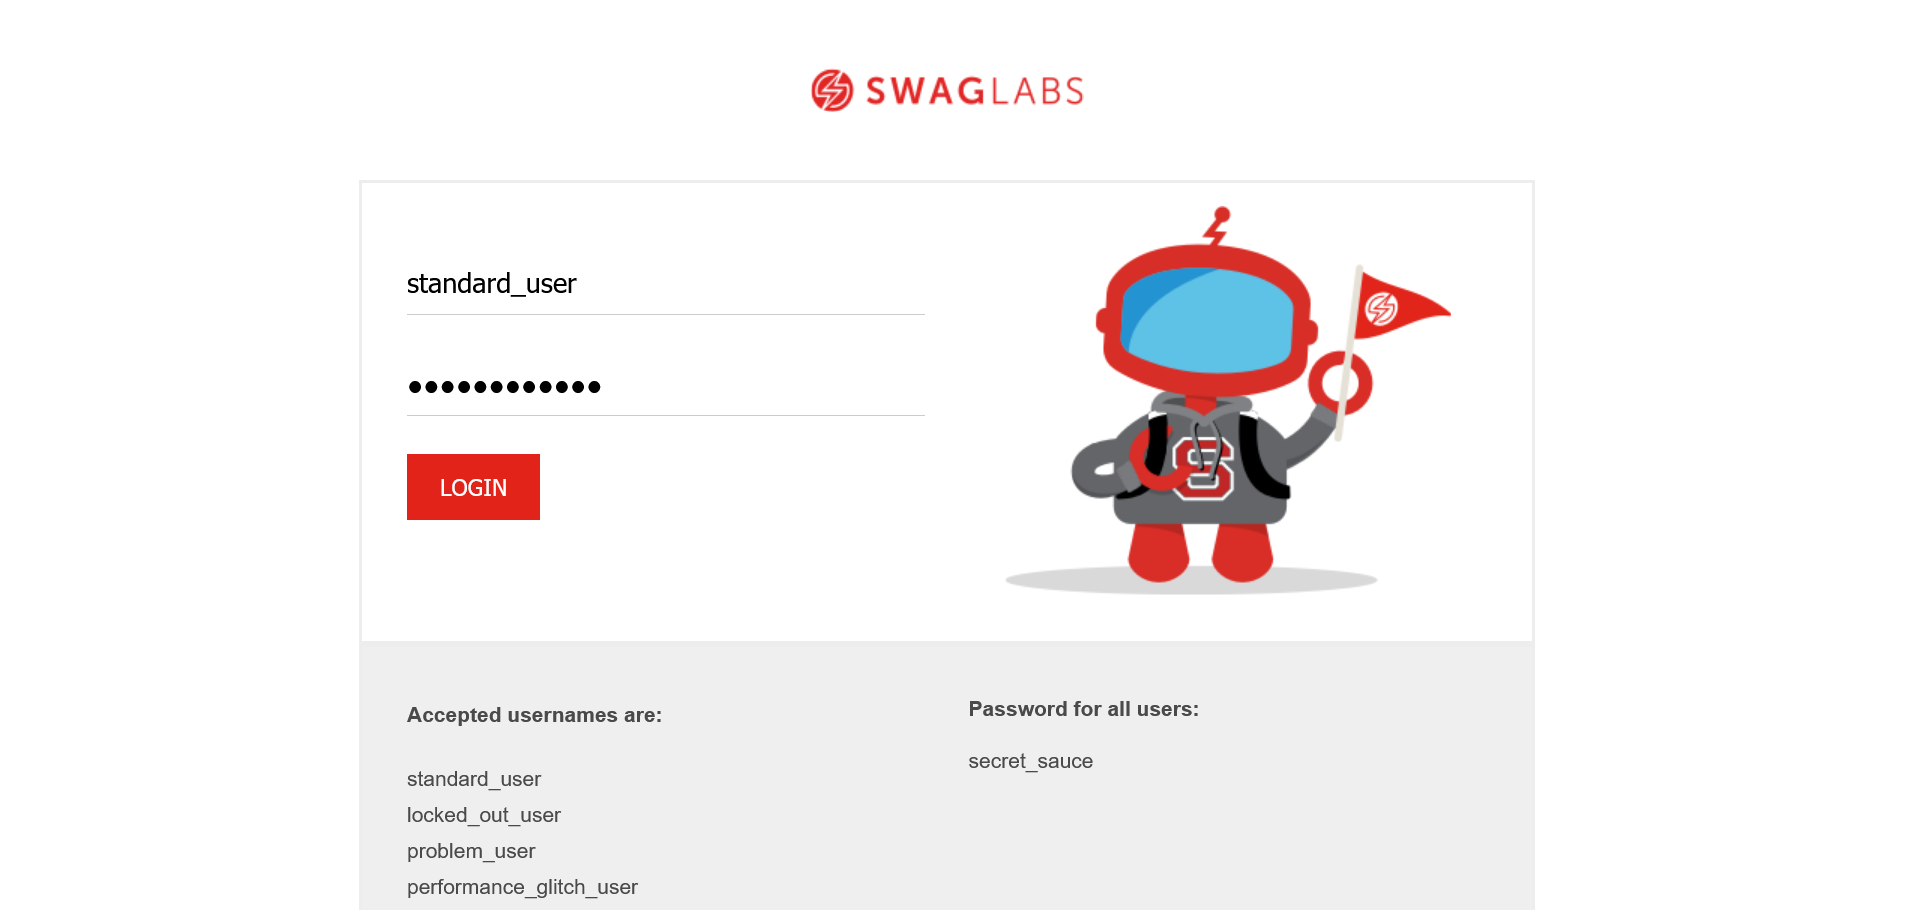 SWAGLABS
standard_user
••••••••••••
LOGIN
S
Accepted usernames are:
standard_user
locked_out_user
problem_user
performance_glitch_user
Password for all users:
secret_sauce